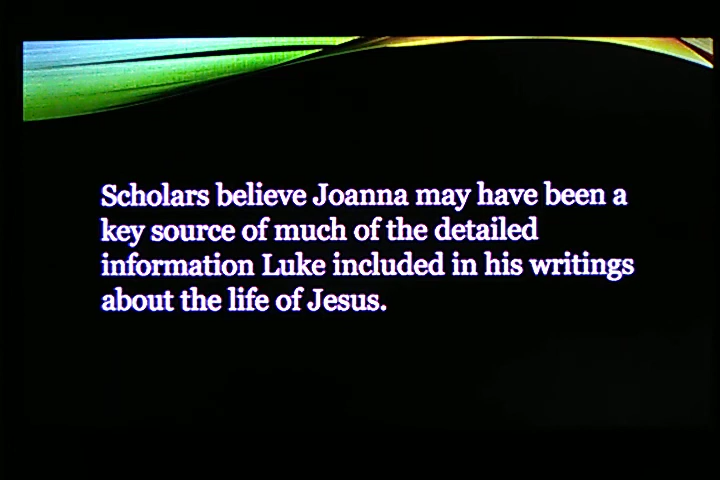 Scholars believe Joanna may have been a
key source of much of the detailed
information Luke included in his writings
about the life of Jesus.